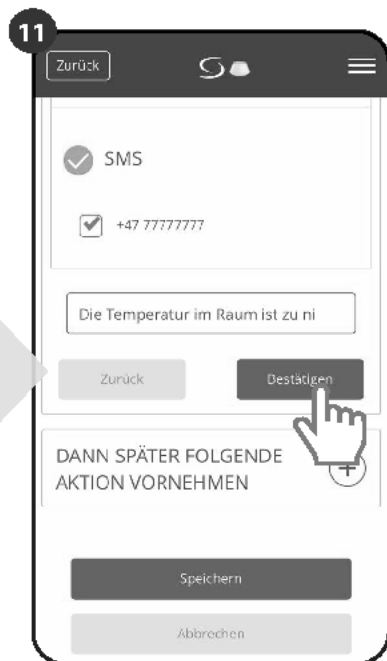 11
Zurück
SMS
+47 77777777
Die Temperatur im Raum ist zu ni
Zurück
Bestätigen
DANN SPÄTER FOLGENDE
AKTION VORNEHMEN
Speichern
Abbrechen